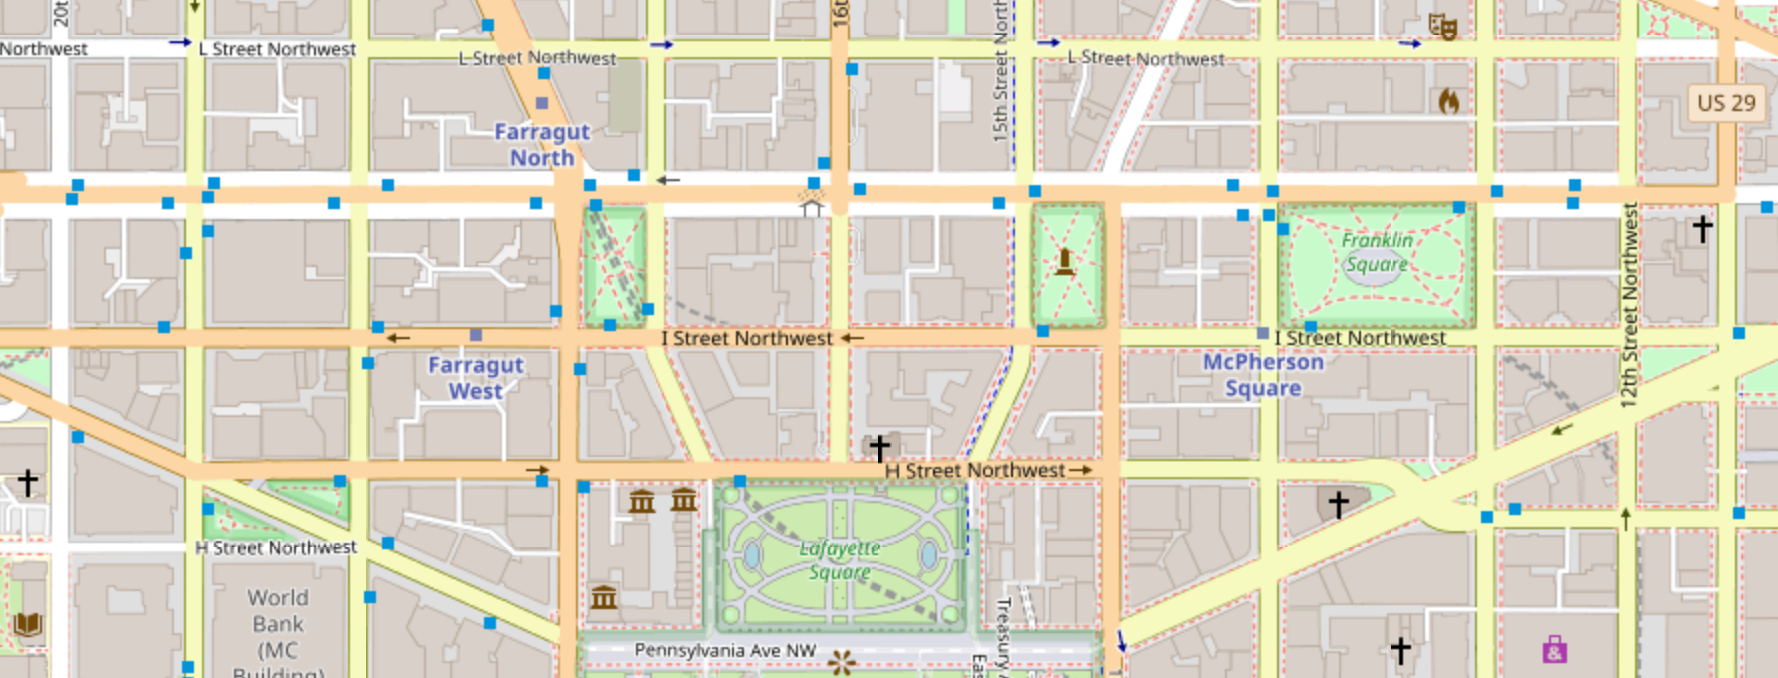 20t
16t
15th Street North
Northwest
L Street Northwest
L Street Northwest
L Street Northwest
US 29
Farragut
North
Franklin
Square
12th Street Northwest
I Street Northwest
I Street Northwest
Farragut
West
McPherson
Square
H Street Northwest
H Street Northwest
Lafayette
Square
World
Bank
(MC
Building)
Pennsylvania Ave NW
Treasury
Eas